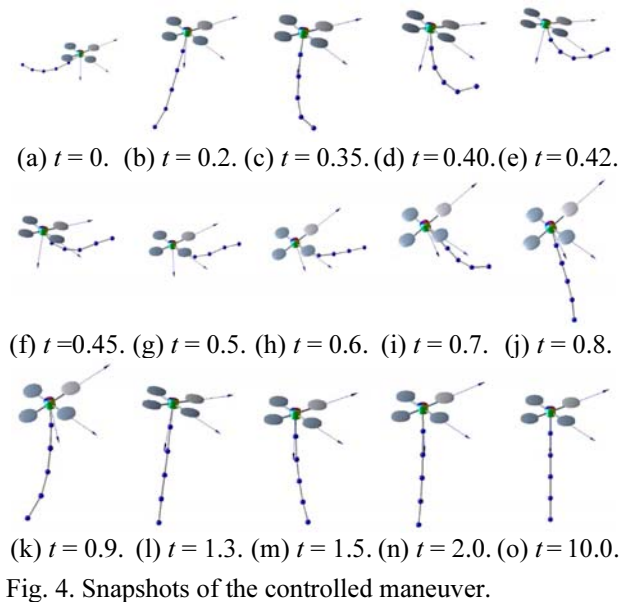 (a) t = 0. (b) t = 0.2. (c) t = 0.35. (d) t = 0.40. (e) t = 0.42.
(f) t =0.45. (g) t = 0.5. (h) t = 0.6. (i) t = 0.7. (j) t = 0.8.
(k) t = 0.9. (l) t = 1.3. (m) t = 1.5. (n) t = 2.0. (o) t = 10.0.
Fig. 4. Snapshots of the controlled maneuver.